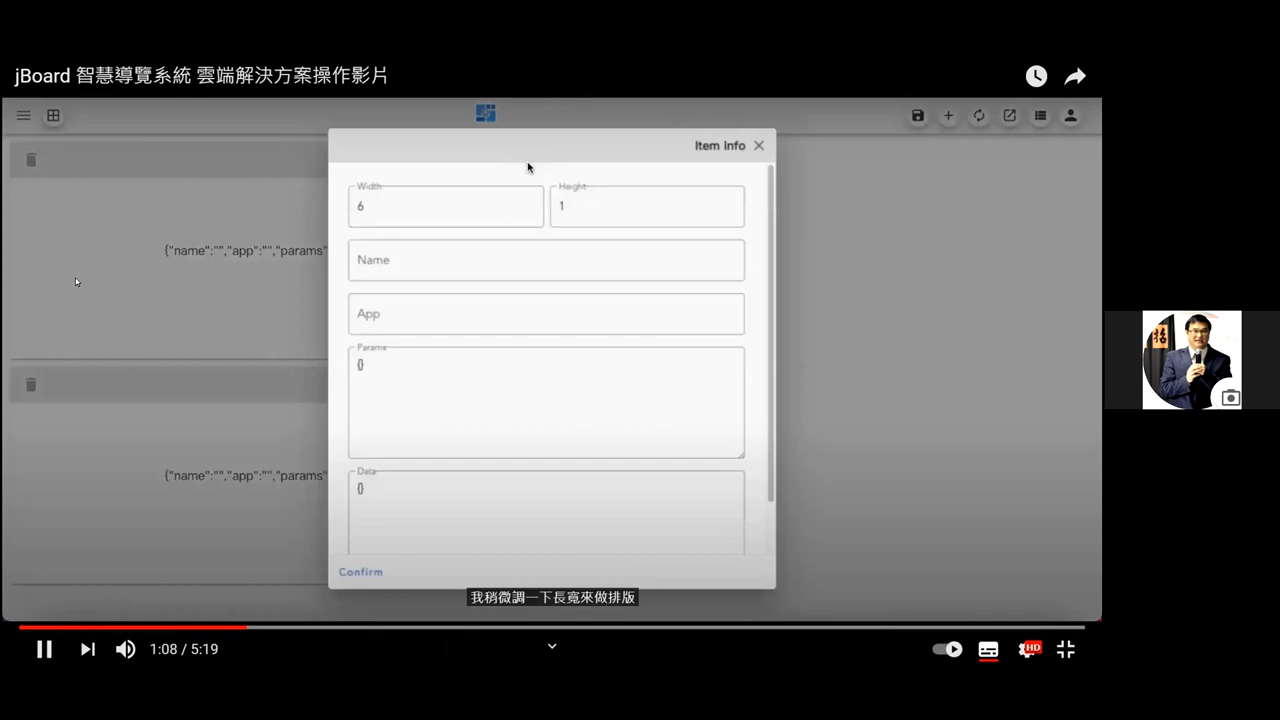 jBoard 智慧導覽系統 雲端解決方案操作影片
Item Info
Width
6
Height
1
Name
App
Params
{}
Data
{}
Confirm
{"name":"","app":"","params"
{"name":"","app":"","params"
我稍微調一下長寬來做排版
1:08 / 5:19
HD